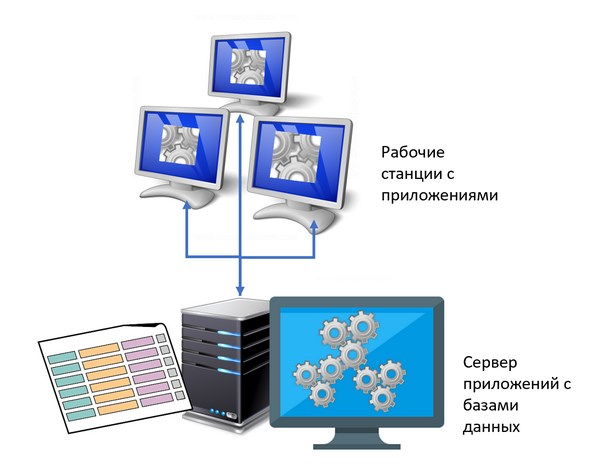 Рабочие
станции с
приложениями
Сервер
приложений с
базами
данных